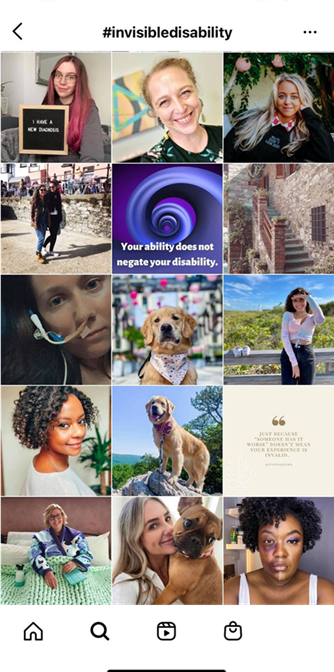 #invisibledisability
I HAVE A
NEW DIAGNOSIS
Your ability does not
negate your disability.
JUST BECAUSE
"SOMEONE HAS IT
WORSE" DOESN'T MEAN
YOUR EXPERIENCE IS
INVALID.